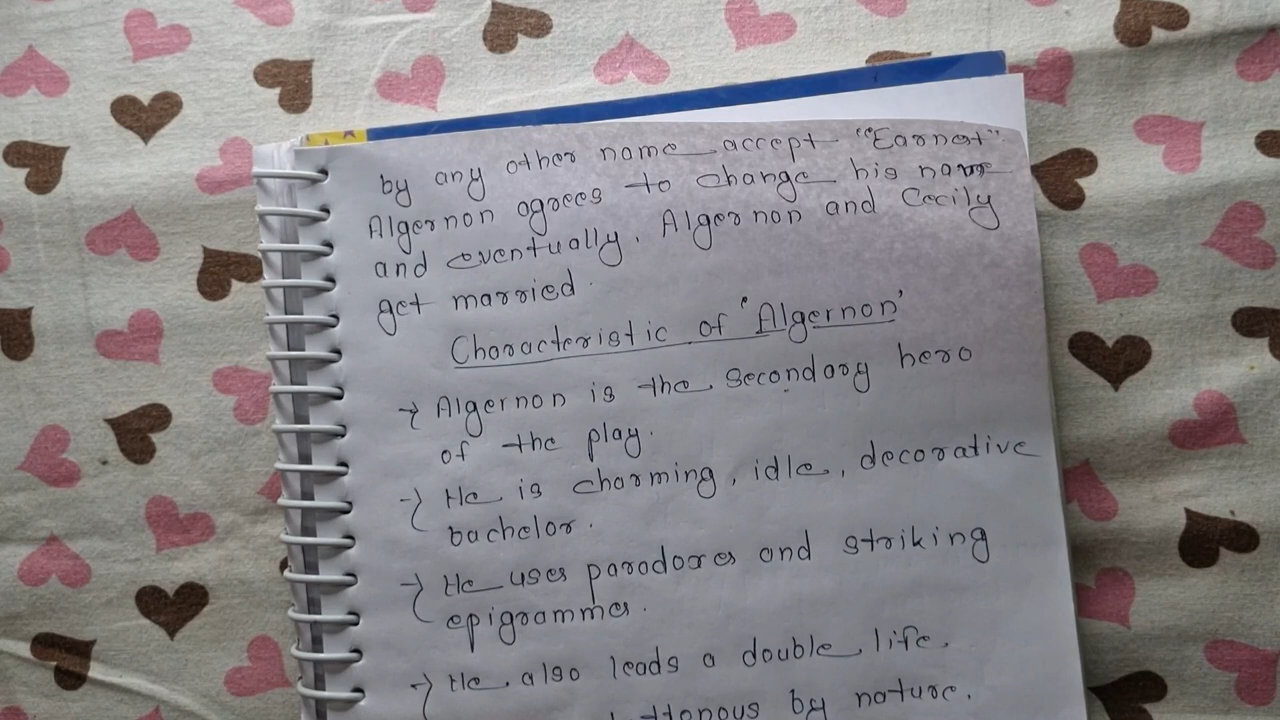 by any other name accept "Earnest"
Algernon agrees to change his name
and eventually, Algernon and Cecily
get married.
Characteristic of 'Algernon'
→ Algernon is the secondary hero
of the play.
→ He is charming, idle, decorative
bachelor.
→ He uses paradoxes and striking
epigrammes.
→ He also leads a double life.
by nature.